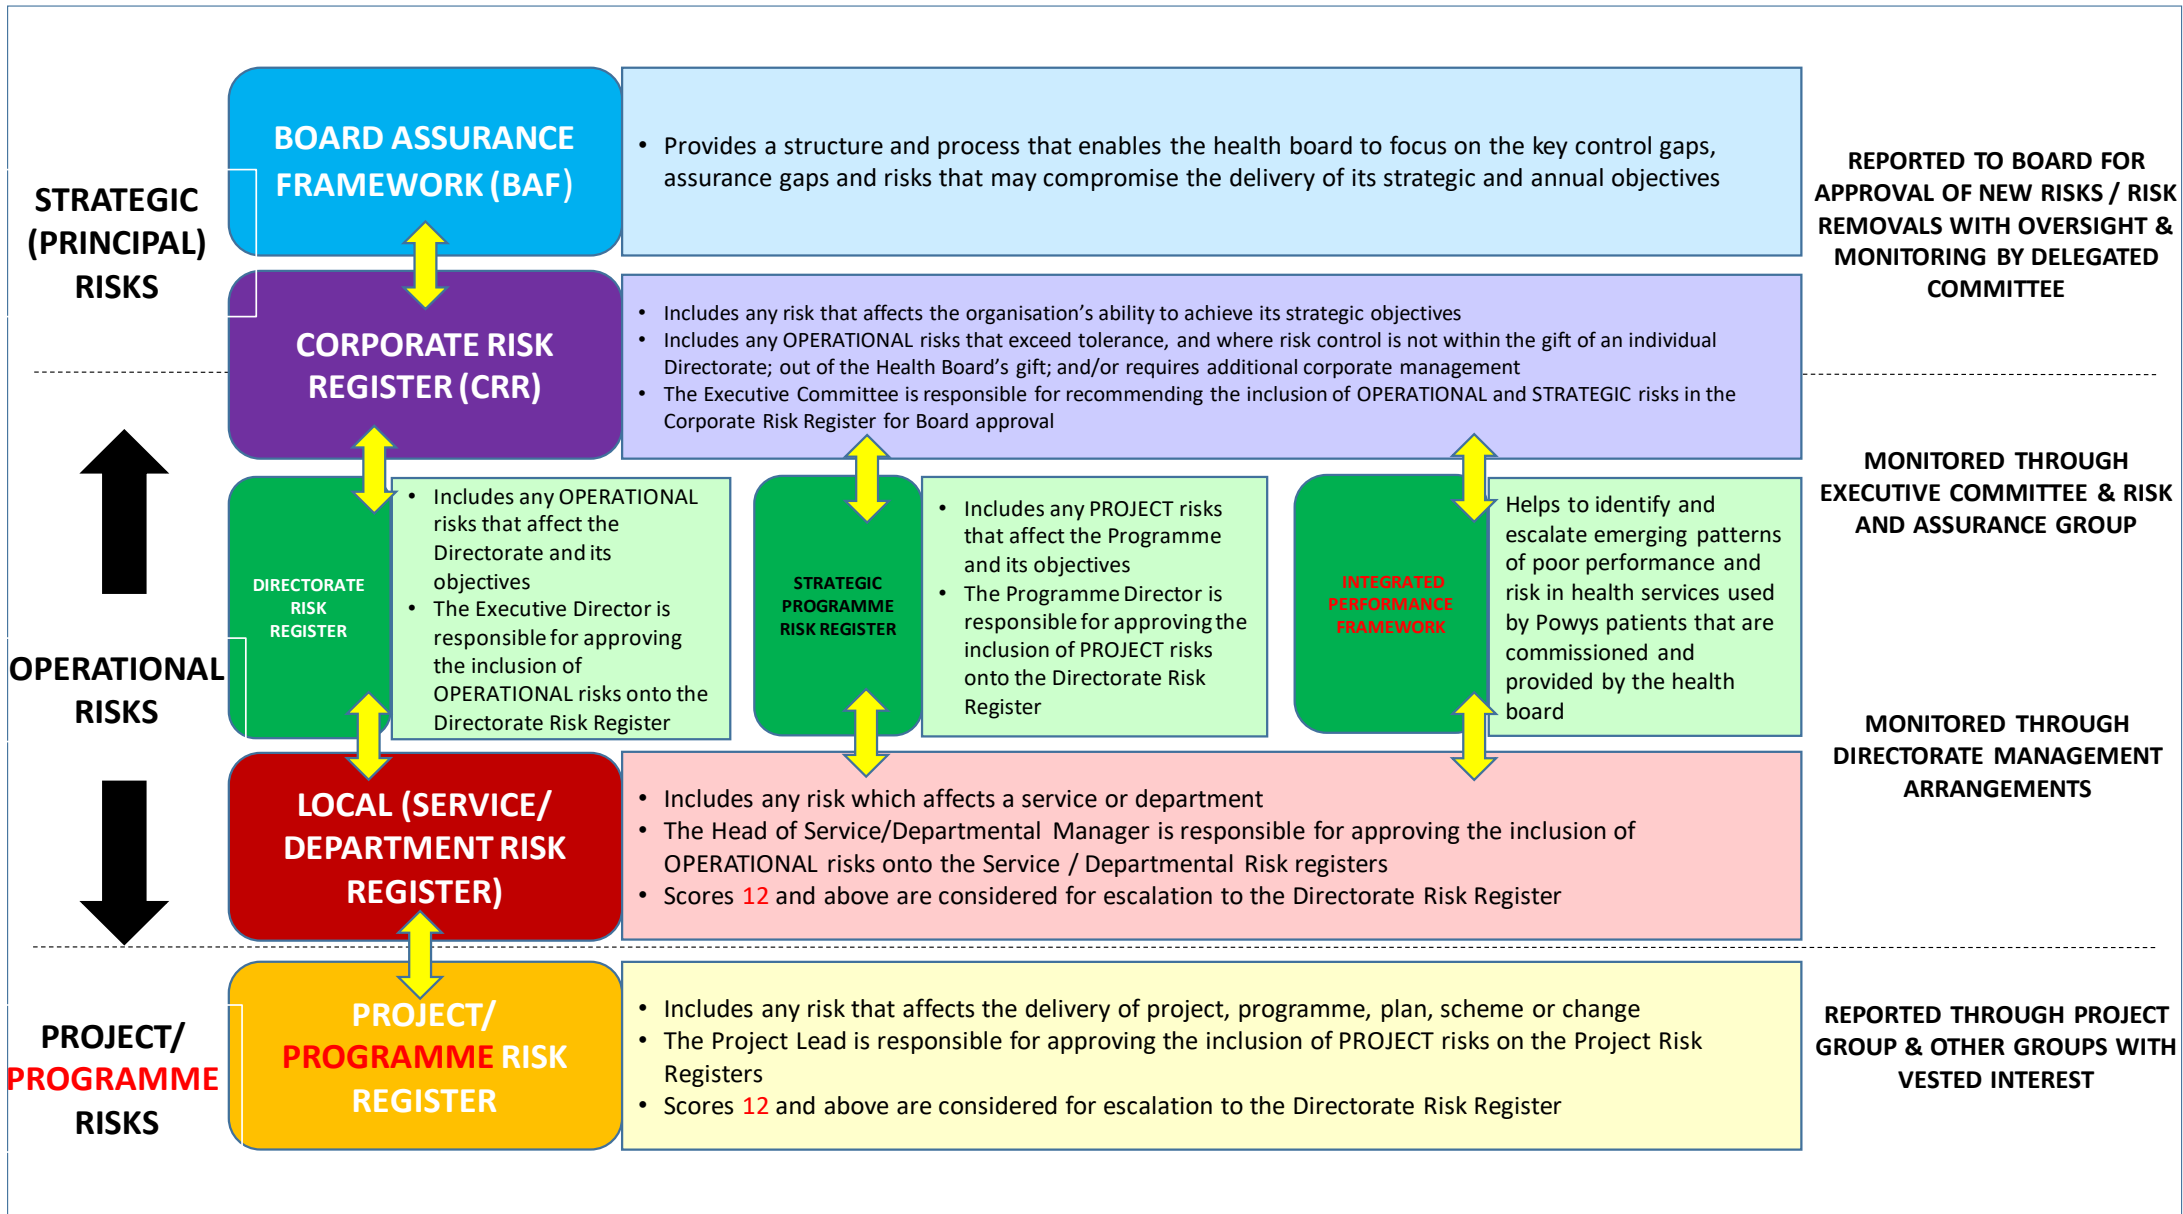 STRATEGIC
(PRINCIPAL)
RISKS
BOARD ASSURANCE
FRAMEWORK (BAF)
• Provides a structure and process that enables the health board to focus on the key control gaps,
assurance gaps and risks that may compromise the delivery of its strategic and annual objectives
REPORTED TO BOARD FOR
APPROVAL OF NEW RISKS / RISK
REMOVALS WITH OVERSIGHT &
MONITORING BY DELEGATED
COMMITTEE
CORPORATE RISK
REGISTER (CRR)
• Includes any risk that affects the organisation's ability to achieve its strategic objectives
• Includes any OPERATIONAL risks that exceed tolerance, and where risk control is not within the gift of an individual
Directorate; out of the Health Board's gift; and/or requires additional corporate management
• The Executive Committee is responsible for recommending the inclusion of OPERATIONAL and STRATEGIC risks in the
Corporate Risk Register for Board approval
OPERATIONAL
RISKS
DIRECTORATE
RISK
REGISTER
• Includes any OPERATIONAL
risks that affect the
Directorate and its
objectives
• The Executive Director is
responsible for approving
the inclusion of
OPERATIONAL risks onto the
Directorate Risk Register
STRATEGIC
PROGRAMME
RISK REGISTER
• Includes any PROJECT risks
that affect the Programme
and its objectives
• The Programme Director is
responsible for approving the
inclusion of PROJECT risks
onto the Directorate Risk
Register
INTEGRATED
PERFORMANCE
FRAMEWORK
Helps to identify and
escalate emerging patterns
of poor performance and
risk in health services used
by Powys patients that are
commissioned and
provided by the health
board
MONITORED THROUGH
EXECUTIVE COMMITTEE & RISK
AND ASSURANCE GROUP
MONITORED THROUGH
DIRECTORATE MANAGEMENT
ARRANGEMENTS
LOCAL (SERVICE/
DEPARTMENT RISK
REGISTER)
• Includes any risk which affects a service or department
• The Head of Service/Departmental Manager is responsible for approving the inclusion of
OPERATIONAL risks onto the Service / Departmental Risk registers
• Scores 12 and above are considered for escalation to the Directorate Risk Register
PROJECT/
PROGRAMME
RISKS
PROJECT/
PROGRAMME RISK
REGISTER
• Includes any risk that affects the delivery of project, programme, plan, scheme or change
• The Project Lead is responsible for approving the inclusion of PROJECT risks on the Project Risk
Registers
• Scores 12 and above are considered for escalation to the Directorate Risk Register
REPORTED THROUGH PROJECT
GROUP & OTHER GROUPS WITH
VESTED INTEREST